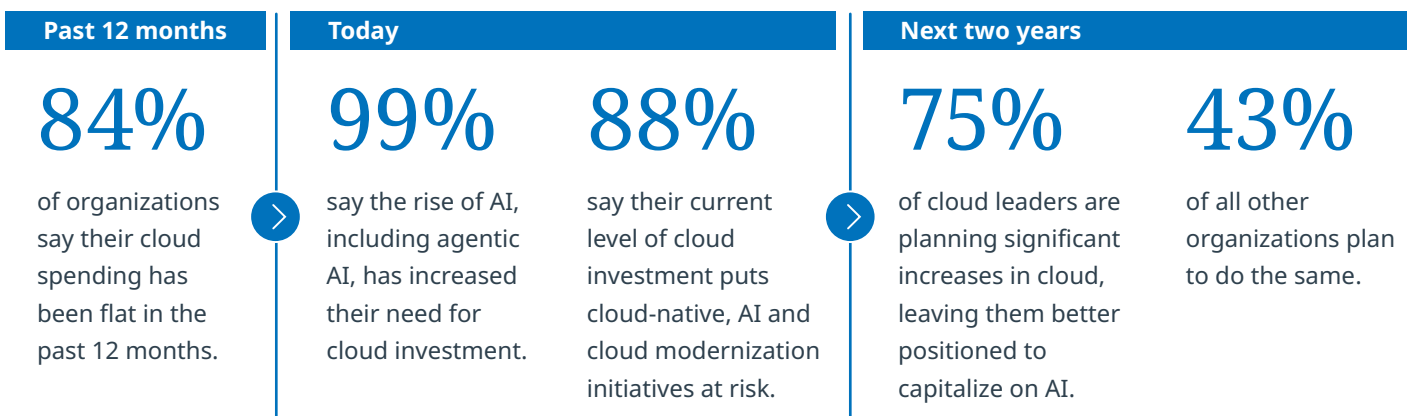 Past 12 months
84%
of organizations
say their cloud
spending has
been flat in the
past 12 months.
Today
99%
say the rise of AI,
including agentic
AI, has increased
their need for
cloud investment.
88%
say their current
level of cloud
investment puts
cloud-native, AI and
cloud modernization
initiatives at risk.
Next two years
75%
of cloud leaders are
planning significant
increases in cloud,
leaving them better
positioned to
capitalize on AI.
43%
of all other
organizations plan
to do the same.